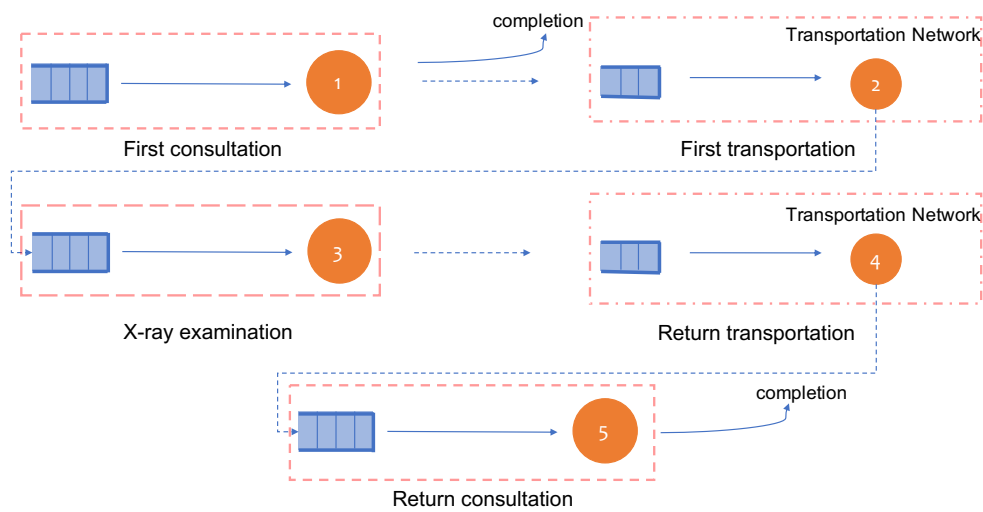 completion
Transportation Network
1
2
First consultation
First transportation
Transportation Network
3
4
X-ray examination
Return transportation
completion
5
Return consultation